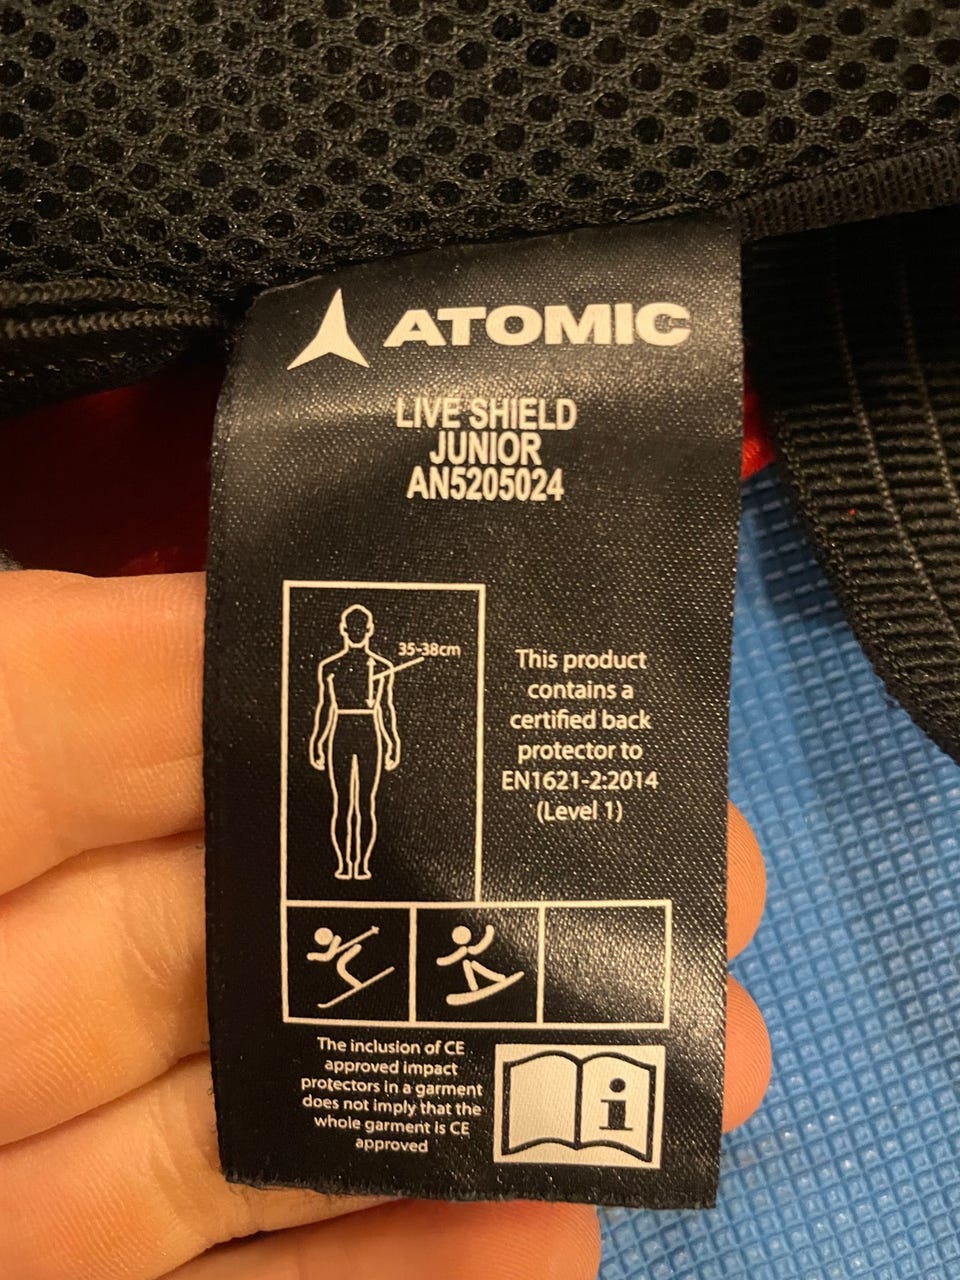 ATOMIC
LIVE SHIELD
JUNIOR
AN5205024
35-38cm
This product
contains a
certified back
protector to
EN1621-2:2014
(Level 1)
The inclusion of CE
approved impact
protectors in a garment
does not imply that the
whole garment is CE
approved
i